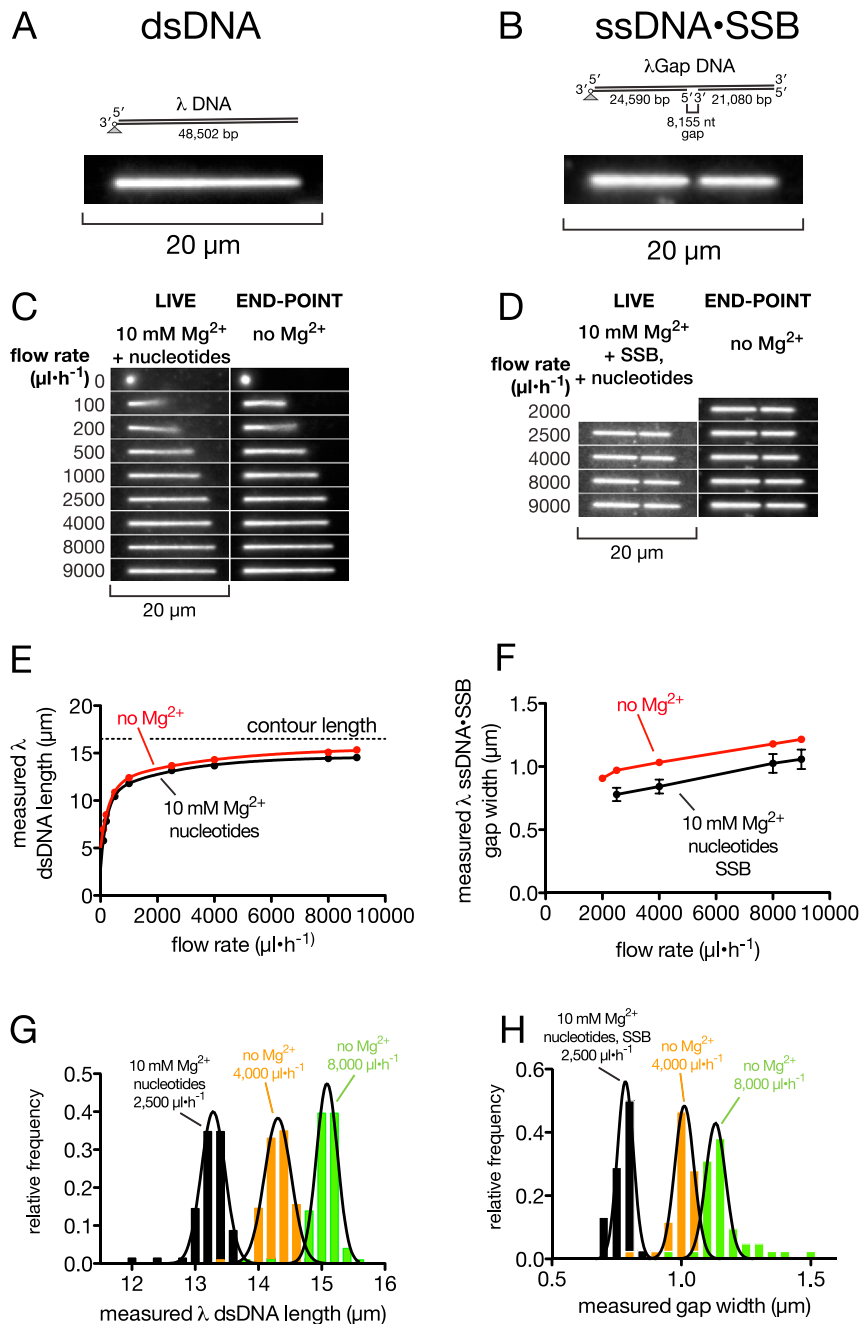 A
dsDNA
λ DNA
5′
3′
48,502 bp
20 µm
B
ssDNA•SSB
λGap DNA
5′
3′
3′
5′
24,590 bp
5′ 3′
21,080 bp
8,155 nt
gap
20 µm
C
LIVE
END-POINT
10 mM Mg²⁺
+ nucleotides
no Mg²⁺
flow rate
(µl•h⁻¹)
0
100
200
500
1000
2500
4000
8000
9000
20 µm
D
LIVE
END-POINT
10 mM Mg²⁺
+ SSB,
+ nucleotides
no Mg²⁺
flow rate
(µl•h⁻¹)
2000
2500
4000
8000
9000
20 µm
E
measured λ
dsDNA length (µm)
20
15
10
5
0
no Mg²⁺
contour length
10 mM Mg²⁺
nucleotides
0 2000 4000 6000 8000 10000
flow rate (µl•h⁻¹)
F
measured λ ssDNA•SSB
gap width (µm)
1.5
1.0
0.5
0.0
no Mg²⁺
10 mM Mg²⁺
nucleotides
SSB
0 2000 4000 6000 8000 10000
flow rate (µl•h⁻¹)
G
relative frequency
10 mM Mg²⁺
nucleotides
2,500 µl•h⁻¹
no Mg²⁺
4,000 µl•h⁻¹
no Mg²⁺
8,000 µl•h⁻¹
0.5
0.4
0.3
0.2
0.1
0.0
12 13 14 15 16
measured λ dsDNA length (µm)
H
relative frequency
10 mM Mg²⁺
nucleotides, SSB
2,500 µl•h⁻¹
no Mg²⁺
4,000 µl•h⁻¹
no Mg²⁺
8,000 µl•h⁻¹
0.6
0.4
0.2
0.0
0.5 1.0 1.5
measured gap width (µm)